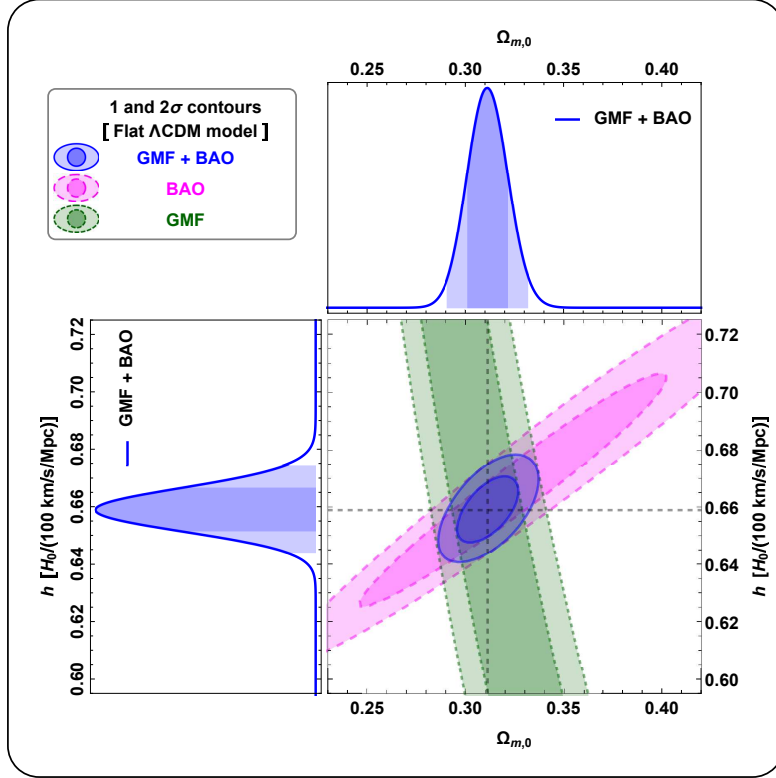 Ωm,0
0.25 0.30 0.35 0.40
1 and 2σ contours
[ Flat ΛCDM model ]
GMF + BAO
BAO
GMF
GMF + BAO
GMF + BAO
h [H0/(100 km/s/Mpc)]
0.72
0.70
0.68
0.66
0.64
0.62
0.60
0.72
0.70
0.68
0.66
0.64
0.62
0.60
h [H0/(100 km/s/Mpc)]
0.25 0.30 0.35 0.40
Ωm,0